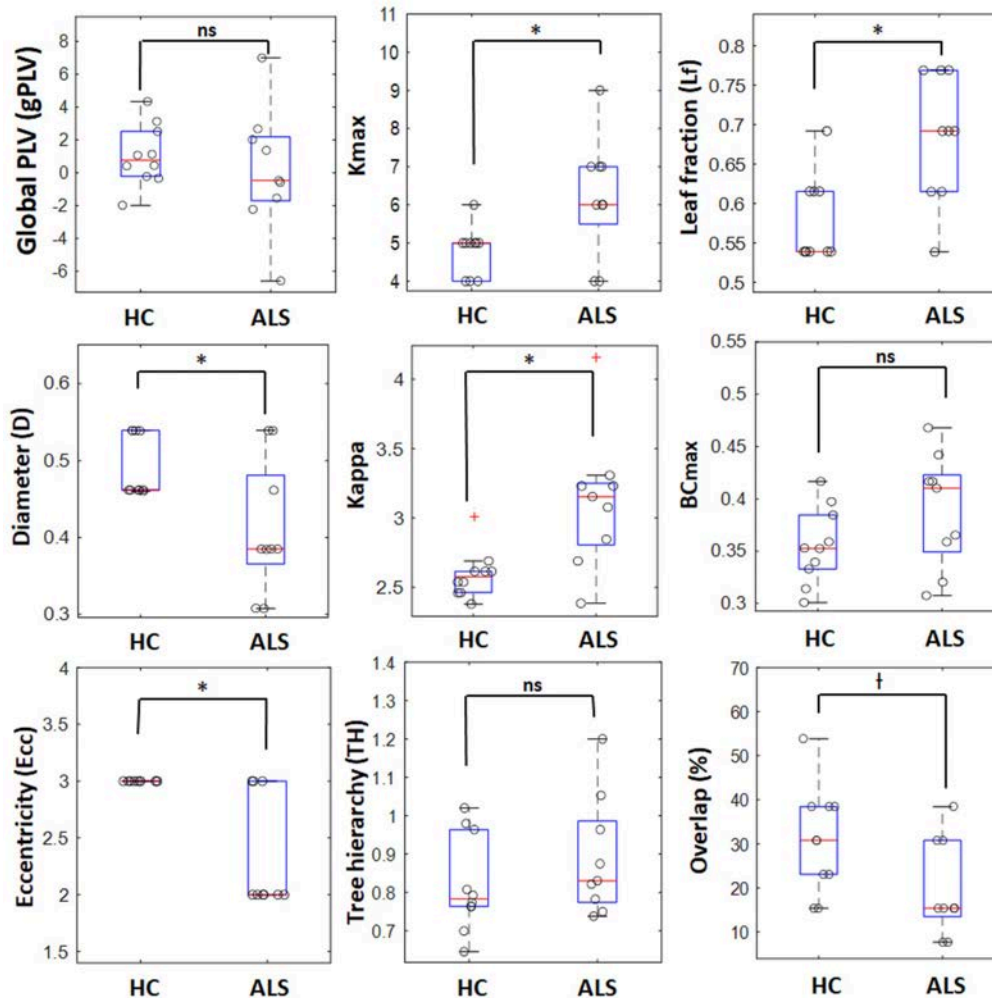 Global PLV (gPLV)
8
6
4
2
0
-2
-4
-6
ns
HC ALS
Kmax
11
10
9
8
7
6
5
4
*
HC ALS
Leaf fraction (Lf)
0.8
0.75
0.7
0.65
0.6
0.55
0.5
*
HC ALS
Diameter (D)
0.6
0.5
0.4
0.3
*
HC ALS
Kappa
4
3.5
3
2.5
*
HC ALS
BCmax
0.55
0.5
0.45
0.4
0.35
0.3
ns
HC ALS
Eccentricity (Ecc)
4
3.5
3
2.5
2
1.5
*
HC ALS
Tree hierarchy (TH)
1.4
1.3
1.2
1.1
1
0.9
0.8
0.7
ns
HC ALS
Overlap (%)
70
60
50
40
30
20
10
ƚ
HC ALS